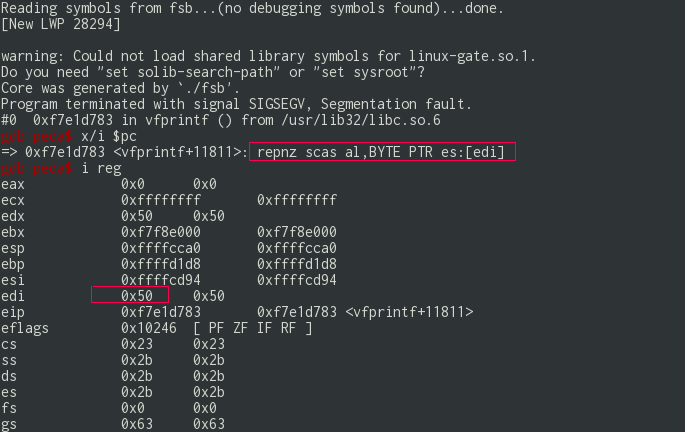 Reading symbols from fsb...(no debugging symbols found)...done.
[New LWP 28294]
warning: Could not load shared library symbols for linux-gate.so.1.
Do you need "set solib-search-path" or "set sysroot"?
Core was generated by `./fsb'.
Program terminated with signal SIGSEGV, Segmentation fault.
#0  0xf7e1d783 in vfprintf () from /usr/lib32/libc.so.6
gdb-peda$ x/i $pc
=> 0xf7e1d783 <vfprintf+11811>: repnz scas al,BYTE PTR es:[edi]
gdb-peda$ i reg
eax 0x0 0x0
ecx 0xffffffff 0xffffffff
edx 0x50 0x50
ebx 0xf7f8e000 0xf7f8e000
esp 0xffffcca0 0xffffcca0
ebp 0xffffd1d8 0xffffd1d8
esi 0xffffcd94 0xffffcd94
edi 0x50 0x50
eip 0xf7e1d783 0xf7e1d783 <vfprintf+11811>
eflags 0x10246 [ PF ZF IF RF ]
cs 0x23 0x23
ss 0x2b 0x2b
ds 0x2b 0x2b
es 0x2b 0x2b
fs 0x0 0x0
gs 0x63 0x63